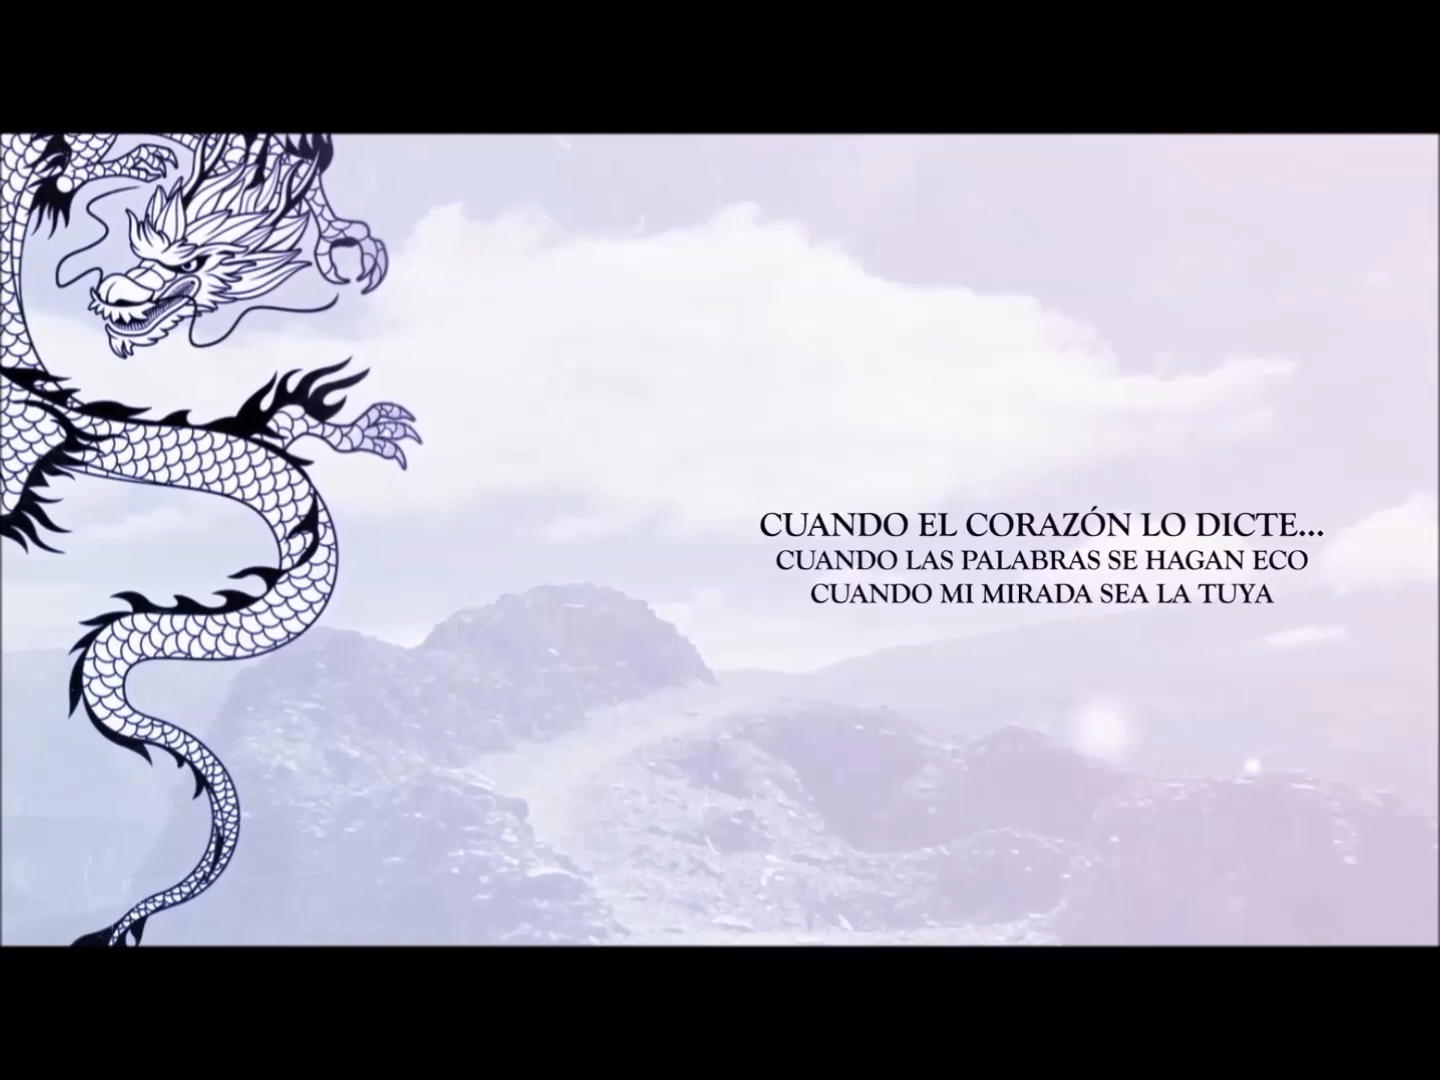 CUANDO EL CORAZÓN LO DICTE...
CUANDO LAS PALABRAS SE HAGAN ECO
CUANDO MI MIRADA SEA LA TUYA